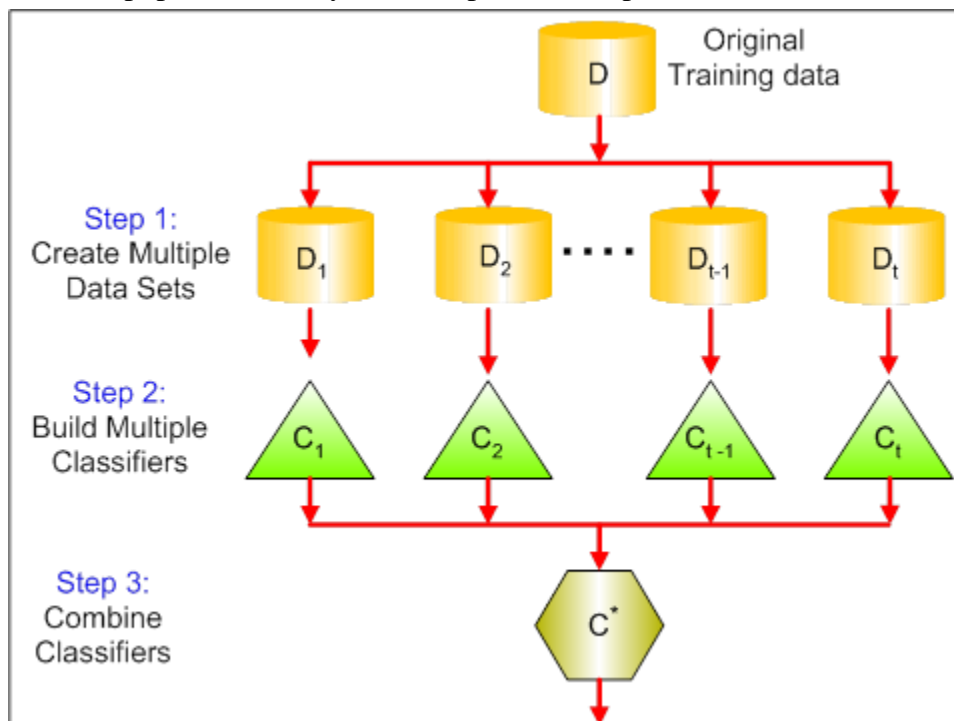 D
Original
Training data
Step 1:
Create Multiple
Data Sets
D1
D2
....
Dt-1
Dt
Step 2:
Build Multiple
Classifiers
C1
C2
Ct-1
Ct
Step 3:
Combine
Classifiers
C*